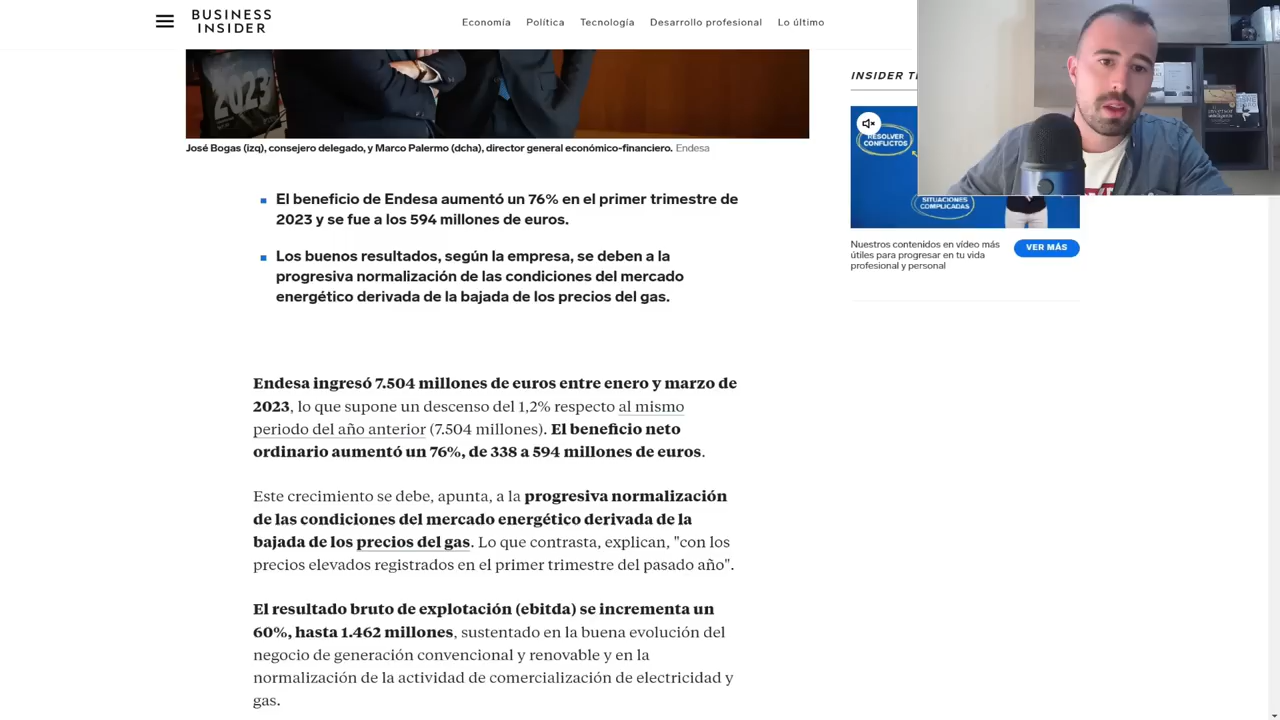 BUSINESS
INSIDER
Economía Política Tecnología Desarrollo profesional Lo último
2023
José Bogas (izq), consejero delegado, y Marco Palermo (dcha), director general económico-financiero. Endesa
El beneficio de Endesa aumentó un 76% en el primer trimestre de
2023 y se fue a los 594 millones de euros.
Los buenos resultados, según la empresa, se deben a la
progresiva normalización de las condiciones del mercado
energético derivada de la bajada de los precios del gas.
Endesa ingresó 7.504 millones de euros entre enero y marzo de
2023, lo que supone un descenso del 1,2% respecto al mismo
periodo del año anterior (7.504 millones). El beneficio neto
ordinario aumentó un 76%, de 338 a 594 millones de euros.
Este crecimiento se debe, apunta, a la progresiva normalización
de las condiciones del mercado energético derivada de la
bajada de los precios del gas. Lo que contrasta, explican, "con los
precios elevados registrados en el primer trimestre del pasado año".
El resultado bruto de explotación (ebitda) se incrementa un
60%, hasta 1.462 millones, sustentado en la buena evolución del
negocio de generación convencional y renovable y en la
normalización de la actividad de comercialización de electricidad y
gas.
INSIDER
RESOLVER
CONFLICTOS
SITUACIONES
COMPLICADAS
Nuestros contenidos en vídeo más
útiles para progresar en tu vida
profesional y personal
VER MÁS